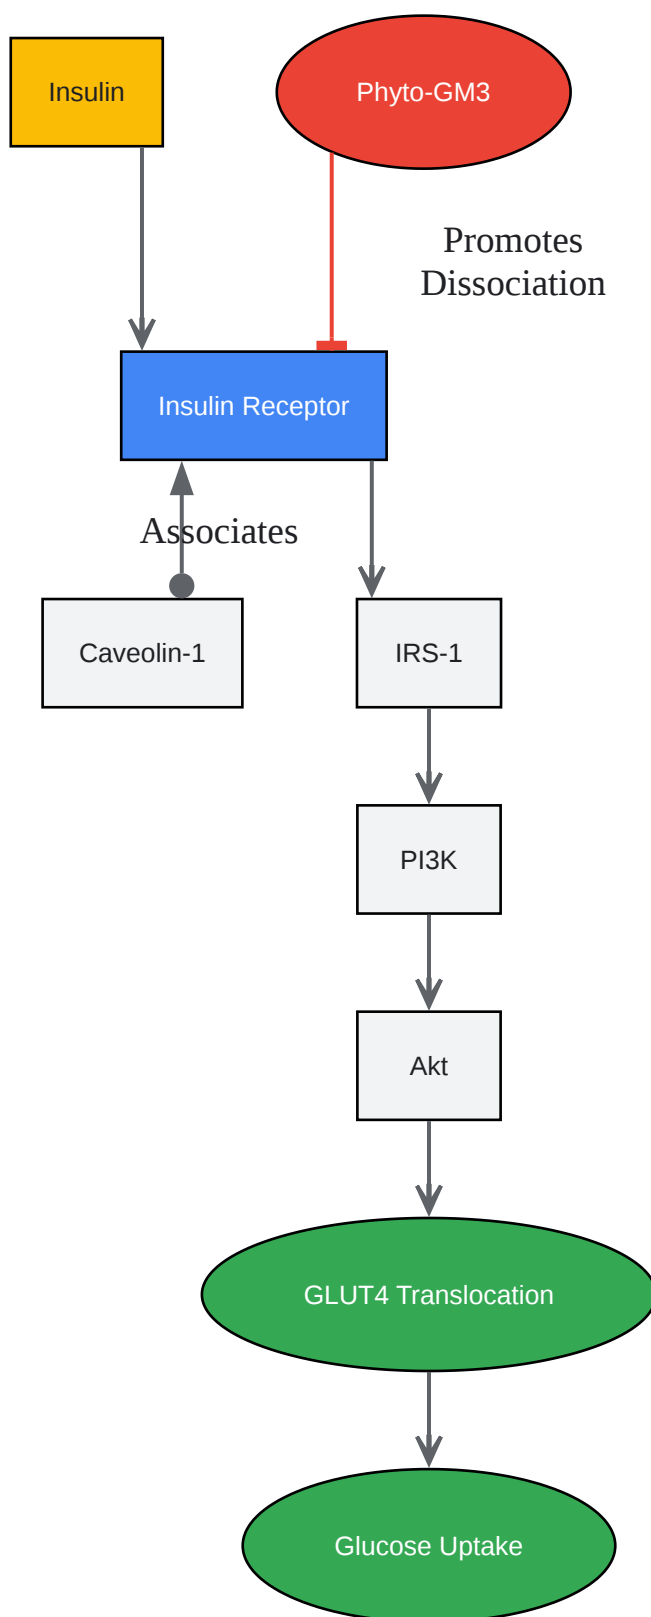 Insulin
Phyto-GM3
Promotes
Dissociation
Insulin Receptor
Associates
Caveolin-1
IRS-1
PI3K
Akt
GLUT4 Translocation
Glucose Uptake